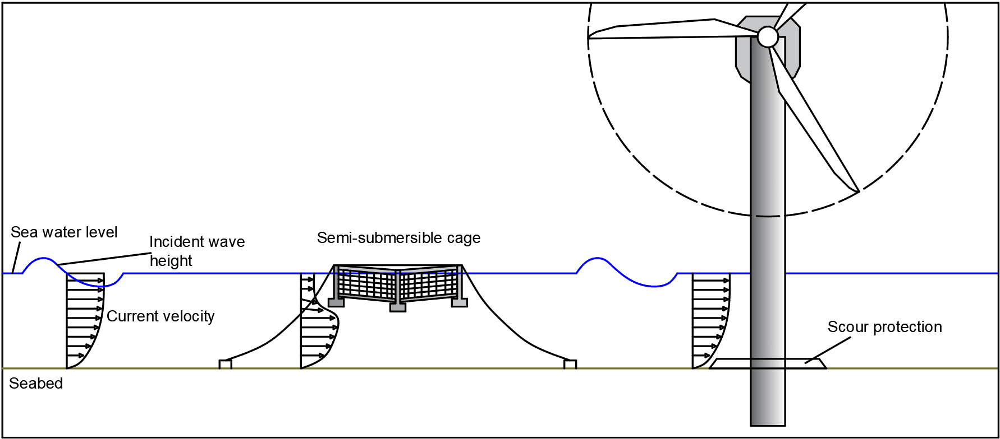 Sea water level
Incident wave
height
Semi-submersible cage
Current velocity
Scour protection
Seabed